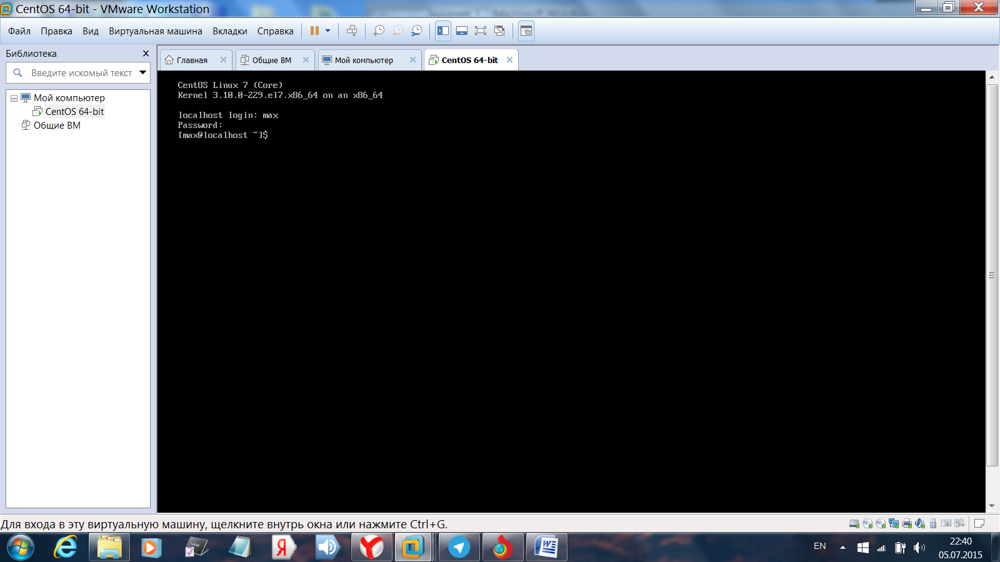 CentOS 64-bit - VMware Workstation
Файл Правка Вид Виртуальная машина Вкладки Справка
Библиотека
Введите искомый текст
Мой компьютер
CentOS 64-bit
Общие ВМ
Главная Общие ВМ Мой компьютер CentOS 64-bit
CentOS Linux 7 (Core)
Kernel 3.10.0-229.el7.x86_64 on an x86_64
localhost login: max
Password:
[max@localhost ~]$
Для входа в эту виртуальную машину, щелкните внутрь окна или нажмите Ctrl+G.
EN
22:40
05.07.2015